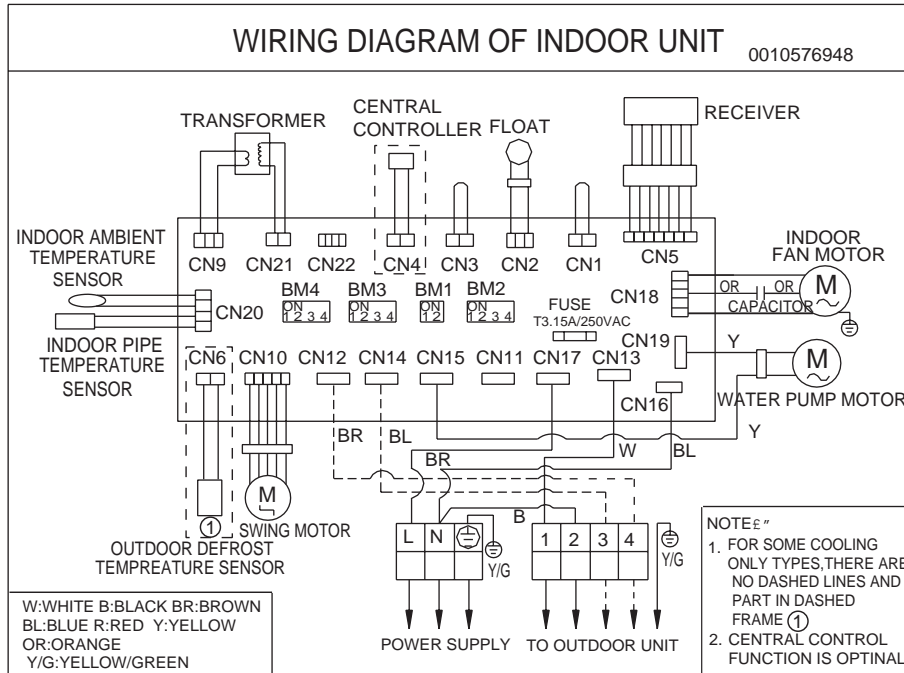 WIRING DIAGRAM OF INDOOR UNIT
0010576948
TRANSFORMER
CENTRAL
CONTROLLER
FLOAT
RECEIVER
INDOOR AMBIENT
TEMPERATURE
SENSOR
INDOOR PIPE
TEMPERATURE
SENSOR
CN9
CN21
CN22
CN4
CN3
CN2
CN1
CN5
INDOOR
FAN MOTOR
M
OR
OR
CAPACITOR
CN18
CN20
BM4
BM3
BM1
BM2
ON
1 2 3 4
ON
1 2 3 4
ON
1 2
ON
1 2 3 4
FUSE
T3.15A/250VAC
CN19
Y
M
WATER PUMP MOTOR
CN6
CN10
CN12
CN14
CN15
CN11
CN17
CN13
CN16
Y
BR
BL
BR
W
BL
B
M
SWING MOTOR
1
OUTDOOR DEFROST
TEMPREATURE SENSOR
L
N
Y/G
1
2
3
4
Y/G
POWER SUPPLY
TO OUTDOOR UNIT
W:WHITE B:BLACK BR:BROWN
BL:BLUE R:RED Y:YELLOW
OR:ORANGE
Y/G:YELLOW/GREEN
NOTE£″
1. FOR SOME COOLING
ONLY TYPES,THERE ARE
NO DASHED LINES AND
PART IN DASHED
FRAME 1
2. CENTRAL CONTROL
FUNCTION IS OPTINAL